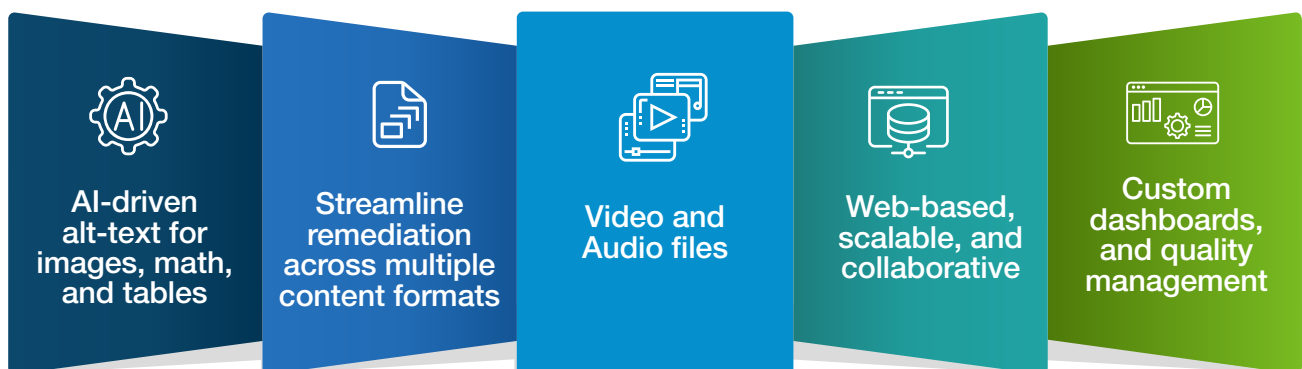 AI
AI-driven
alt-text for
images, math,
and tables
Streamline
remediation
across multiple
content formats
Video and
Audio files
Web-based,
scalable, and
collaborative
Custom
dashboards,
and quality
management